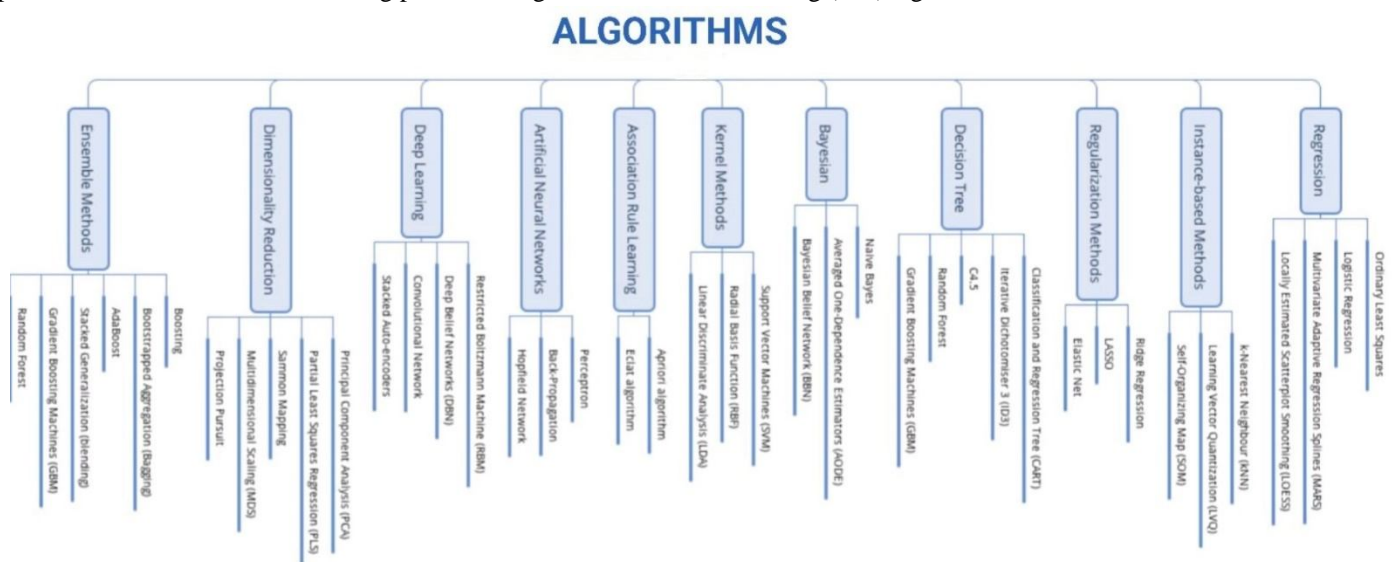 ALGORITHMS
Regression
Ordinary Least Squares
Logistic Regression
Multivariate Adaptive Regression Splines (MARS)
Locally Estimated Scatterplot Smoothing (LOESS)
Instance-based Methods
k-Nearest Neighbour (kNN)
Learning Vector Quantization (LVQ)
Self-Organizing Map (SOM)
Regularization Methods
Ridge Regression
LASSO
Elastic Net
Decision Tree
Classification and Regression Tree (CART)
Iterative Dichotomiser 3 (ID3)
C4.5
Random Forest
Gradient Boosting Machines (GBM)
Bayesian
Naive Bayes
Averaged One-Dependence Estimators (AODE)
Bayesian Belief Network (BBN)
Kernel Methods
Support Vector Machines (SVM)
Radial Basis Function (RBF)
Linear Discriminate Analysis (LDA)
Association Rule Learning
Apriori algorithm
Eclat algorithm
Artificial Neural Networks
Perceptron
Back-Propagation
Hopfield Network
Deep Learning
Restricted Boltzmann Machine (RBM)
Deep Belief Networks (DBN)
Convolutional Network
Stacked Auto-encoders
Dimensionality Reduction
Principal Component Analysis (PCA)
Partial Least Squares Regression (PLS)
Sammon Mapping
Multidimensional Scaling (MDS)
Projection Pursuit
Ensemble Methods
Boosting
Bootstrapped Aggregation (Bagging)
AdaBoost
Stacked Generalization (blending)
Gradient Boosting Machines (GBM)
Random Forest